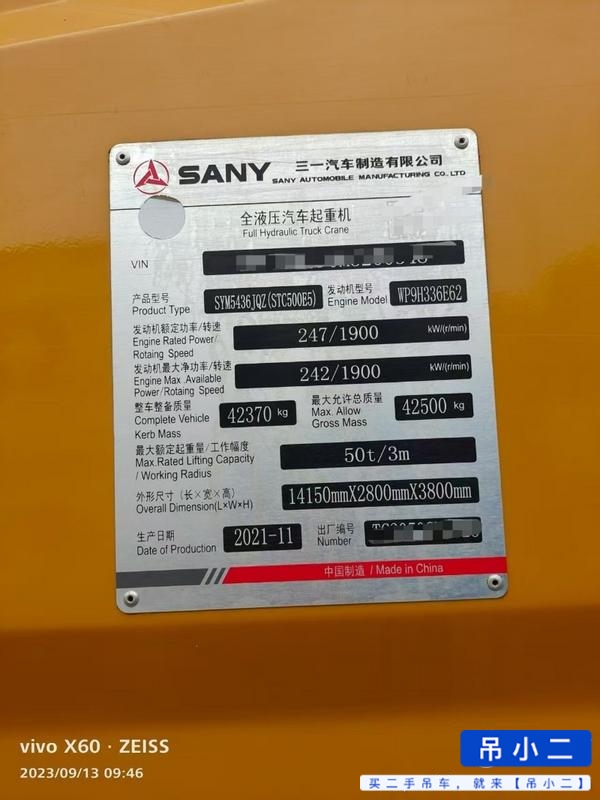 SANY 三一汽车制造有限公司
SANY AUTOMOBILE MANUFACTURING CO.,LTD
全液压汽车起重机
Full Hydraulic Truck Crane
VIN
产品型号 SYM5436JQZ(STC500E5) 发动机型号 WP9H336E62
Product Type Engine Model
发动机额定功率/转速 247/1900 kW/(r/min)
Engine Rated Power/
Rotaing Speed
发动机最大净功率/转速 242/1900 kW/(r/min)
Engine Max .Available
Power/Rotaing Speed
整车整备质量 42370 kg 最大允许总质量 42500 kg
Complete Vehicle Max. Allow
Kerb Mass Gross Mass
最大额定起重量/工作幅度 50t/3m
Max.Rated Lifting Capacity
/ Working Radius
外形尺寸（长×宽×高） 14150mmX2800mmX3800mm
Overall Dimension(L×W×H)
生产日期 2021-11 出厂编号
Date of Production Number
中国制造 / Made in China
vivo X60 · ZEISS
2023/09/13 09:46
吊小二
买二手吊车，就来【吊小二】